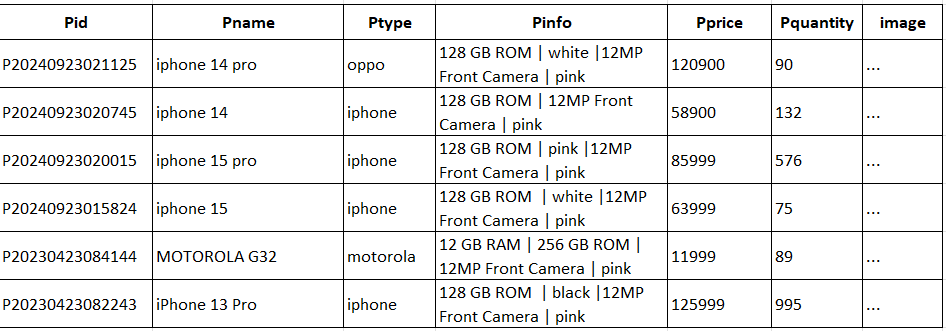 Pid Pname Ptype Pinfo Pprice Pquantity image
P20240923021125 iphone 14 pro oppo 128 GB ROM | white |12MP Front Camera | pink 120900 90 ...
P20240923020745 iphone 14 iphone 128 GB ROM | 12MP Front Camera | pink 58900 132 ...
P20240923020015 iphone 15 pro iphone 128 GB ROM | pink |12MP Front Camera | pink 85999 576 ...
P20240923015824 iphone 15 iphone 128 GB ROM  | white |12MP Front Camera | pink 63999 75 ...
P20230423084144 MOTOROLA G32 motorola 12 GB RAM | 256 GB ROM | 12MP Front Camera | pink 11999 89 ...
P20230423082243 iPhone 13 Pro iphone 128 GB ROM  | black |12MP Front Camera | pink 125999 995 ...